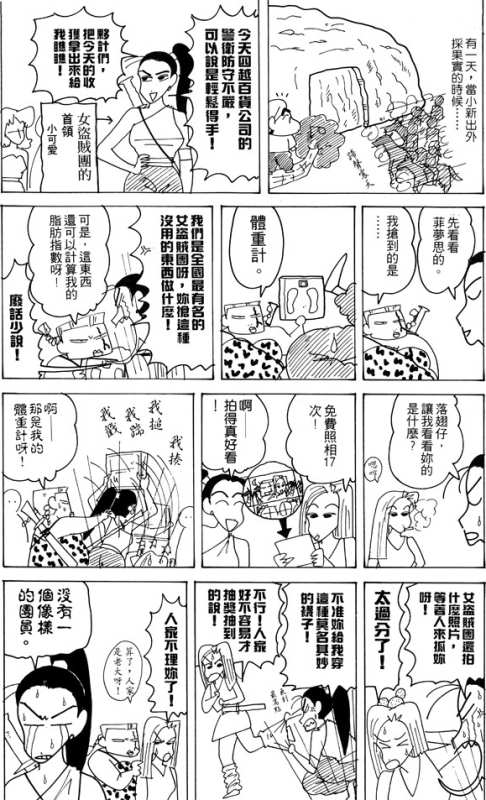 有一天，當小新出外
採果實的時候……
今天四越百貨公司的
警衛防守不嚴，
可以說是輕鬆得手！
夥計們，
把今天的收
獲拿出來給
我瞧瞧！
女盜賊團的
首領
小可愛
先看看
菲夢思的。
我搶到的是
………
體重計。
我們是全國最有名的
女盜賊團呀，妳搶這種
沒用的東西做什麼！
可是，這東西
還可以計算我的
脂肪指數呀！
廢話少說！
落翅仔，
讓我看看妳的
是什麼？
免費照相17
次！
啊——
拍得真好看
！
我揍
我搥
我踹
我戳
啊——
那是我的
體重計呀！
女盜賊團還拍
什麼照片，
等著人來抓妳
呀！
太過分了！
不准妳給我穿
這種莫名其妙
的襪子！
不行！人家
好不容易才
抽獎抽到
的說！
人家不理妳了！
昇了，人家
是老大呀！
沒有一
個像樣
的團員。